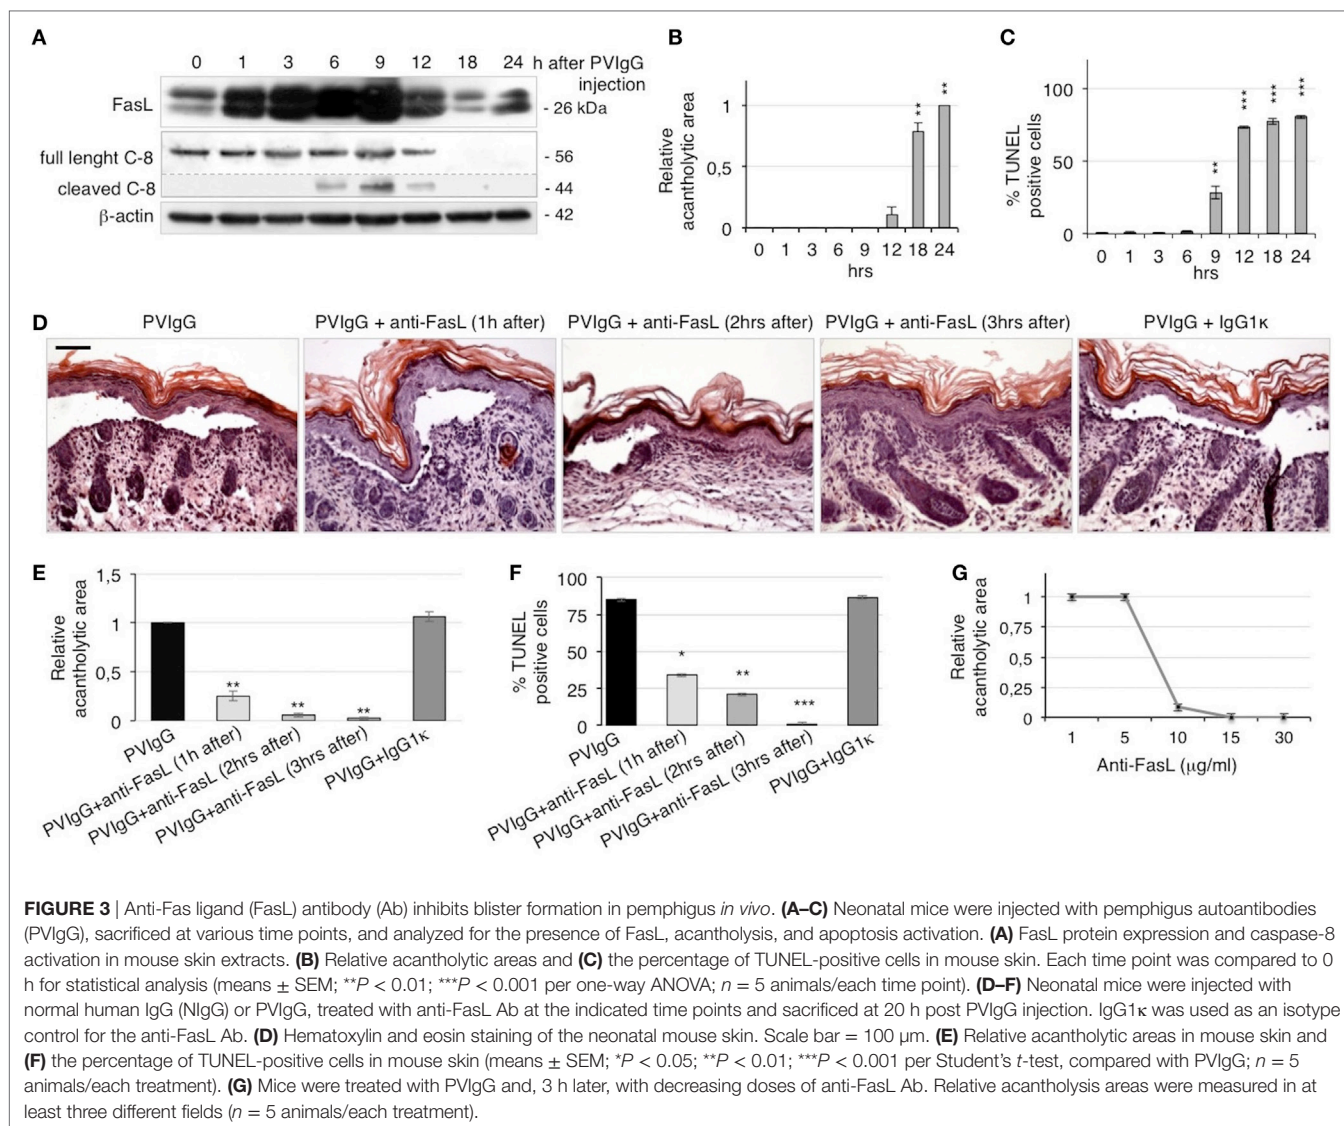 A
0 1 3 6 9 12 18 24 h after PVIgG
injection
FasL
- 26 kDa
full lenght C-8
- 56
cleaved C-8
- 44
β-actin
- 42
B
Relative
acantholytic area
1
0,5
0
**
**
0 1 3 6 9 12 18 24
hrs
C
% TUNEL
positive cells
100
50
0
**
***
***
***
0 1 3 6 9 12 18 24
hrs
D
PVIgG
PVIgG + anti-FasL (1h after)
PVIgG + anti-FasL (2hrs after)
PVIgG + anti-FasL (3hrs after)
PVIgG + IgG1κ
E
Relative
acantholytic area
1,5
1
0,5
0
**
**
**
PVIgG
PVIgG+anti-FasL (1h after)
PVIgG+anti-FasL (2hrs after)
PVIgG+anti-FasL (3hrs after)
PVIgG+IgG1κ
F
% TUNEL
positive cells
100
75
50
25
0
*
**
***
PVIgG
PVIgG+anti-FasL (1h after)
PVIgG+anti-FasL (2hrs after)
PVIgG+anti-FasL (3hrs after)
PVIgG+IgG1κ
G
Relative
acantholytic area
1
0,75
0,5
0,25
0
1 5 10 15 30
Anti-FasL (µg/ml)
FIGURE 3 | Anti-Fas ligand (FasL) antibody (Ab) inhibits blister formation in pemphigus in vivo. (A–C) Neonatal mice were injected with pemphigus autoantibodies
(PVIgG), sacrificed at various time points, and analyzed for the presence of FasL, acantholysis, and apoptosis activation. (A) FasL protein expression and caspase-8
activation in mouse skin extracts. (B) Relative acantholytic areas and (C) the percentage of TUNEL-positive cells in mouse skin. Each time point was compared to 0
h for statistical analysis (means ± SEM; **P < 0.01; ***P < 0.001 per one-way ANOVA; n = 5 animals/each time point). (D–F) Neonatal mice were injected with
normal human IgG (NIgG) or PVIgG, treated with anti-FasL Ab at the indicated time points and sacrificed at 20 h post PVIgG injection. IgG1κ was used as an isotype
control for the anti-FasL Ab. (D) Hematoxylin and eosin staining of the neonatal mouse skin. Scale bar = 100 µm. (E) Relative acantholytic areas in mouse skin and
(F) the percentage of TUNEL-positive cells in mouse skin (means ± SEM; *P < 0.05; **P < 0.01; ***P < 0.001 per Student's t-test, compared with PVIgG; n = 5
animals/each treatment). (G) Mice were treated with PVIgG and, 3 h later, with decreasing doses of anti-FasL Ab. Relative acantholysis areas were measured in at
least three different fields (n = 5 animals/each treatment).